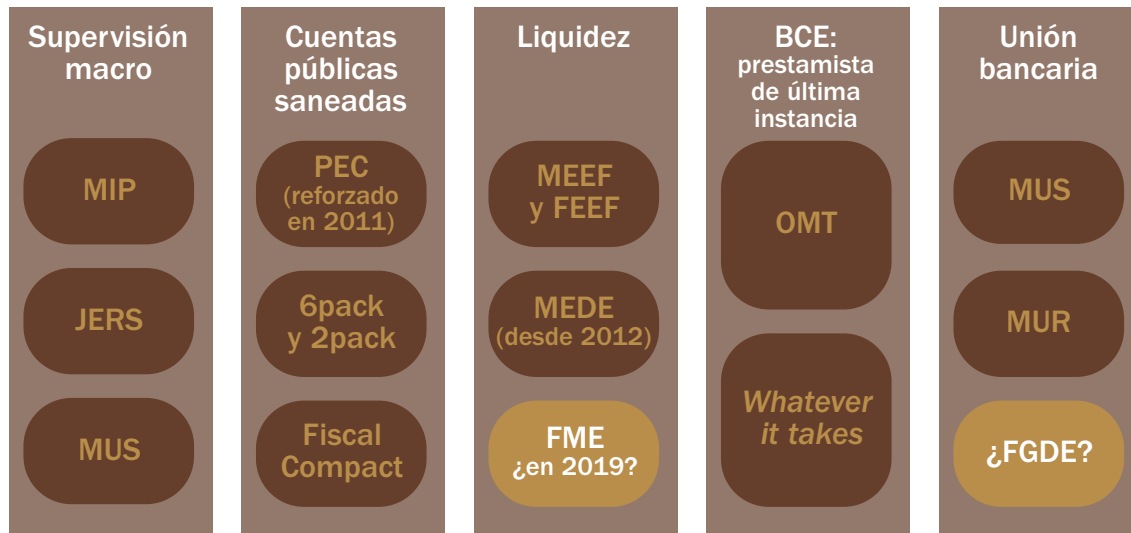 Supervisión
macro
MIP
JERS
MUS
Cuentas
públicas
saneadas
PEC
(reforzado
en 2011)
6pack
y 2pack
Fiscal
Compact
Liquidez
MEEF
y FEEF
MEDE
(desde 2012)
FME
¿en 2019?
BCE:
prestamista
de última
instancia
OMT
Whatever
it takes
Unión
bancaria
MUS
MUR
¿FGDE?